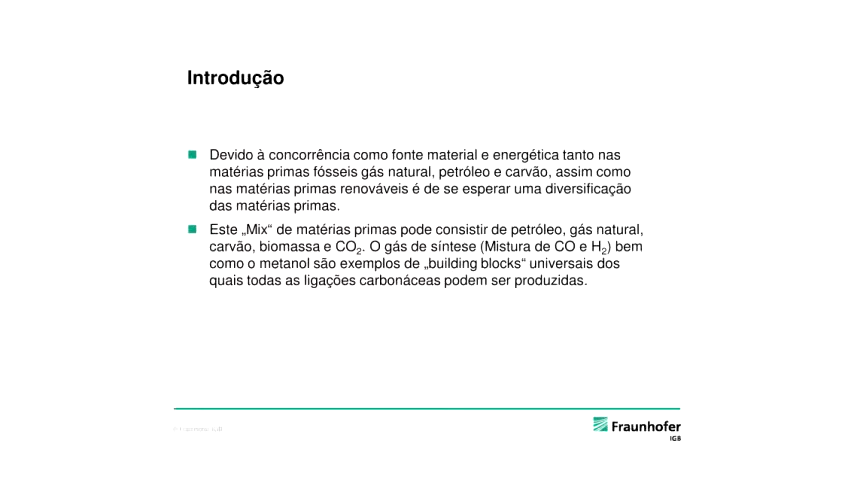 Introdução
Devido à concorrência como fonte material e energética tanto nas
matérias primas fósseis gás natural, petróleo e carvão, assim como
nas matérias primas renováveis é de se esperar uma diversificação
das matérias primas.
Este „Mix“ de matérias primas pode consistir de petróleo, gás natural,
carvão, biomassa e CO₂. O gás de síntese (Mistura de CO e H₂) bem
como o metanol são exemplos de „building blocks“ universais dos
quais todas as ligações carbonáceas podem ser produzidas.
Fraunhofer
IGB